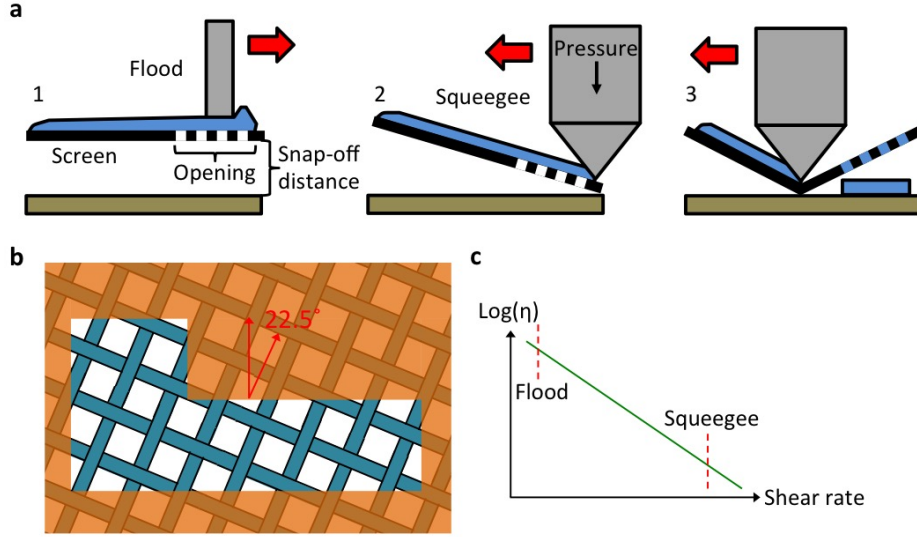 a
1
Flood
Screen
Opening
Snap-off
distance
2
Squeegee
Pressure
3
b
22.5°
c
Log(η)
Flood
Squeegee
Shear rate